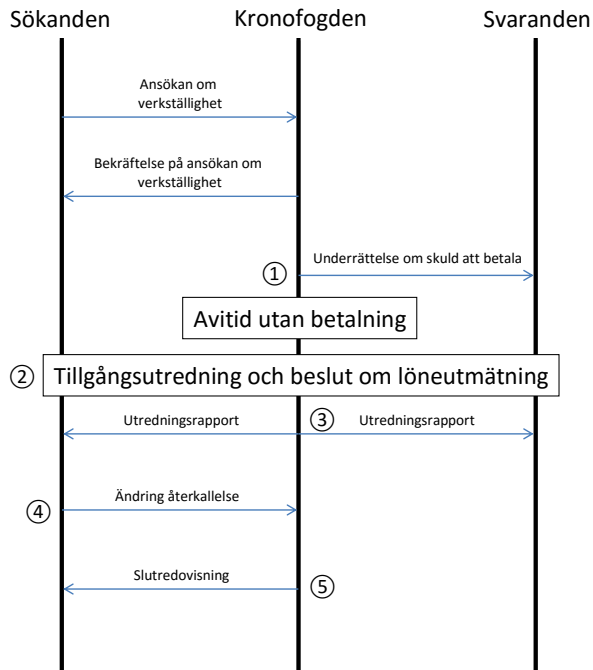 Sökanden Kronofogden Svaranden
Ansökan om
verkställighet
Bekräftelse på ansökan om
verkställighet
Underrättelse om skuld att betala
①
Avitid utan betalning
② Tillgångsutredning och beslut om löneutmätning
Utredningsrapport ③ Utredningsrapport
Ändring återkallelse
④
Slutredovisning
⑤